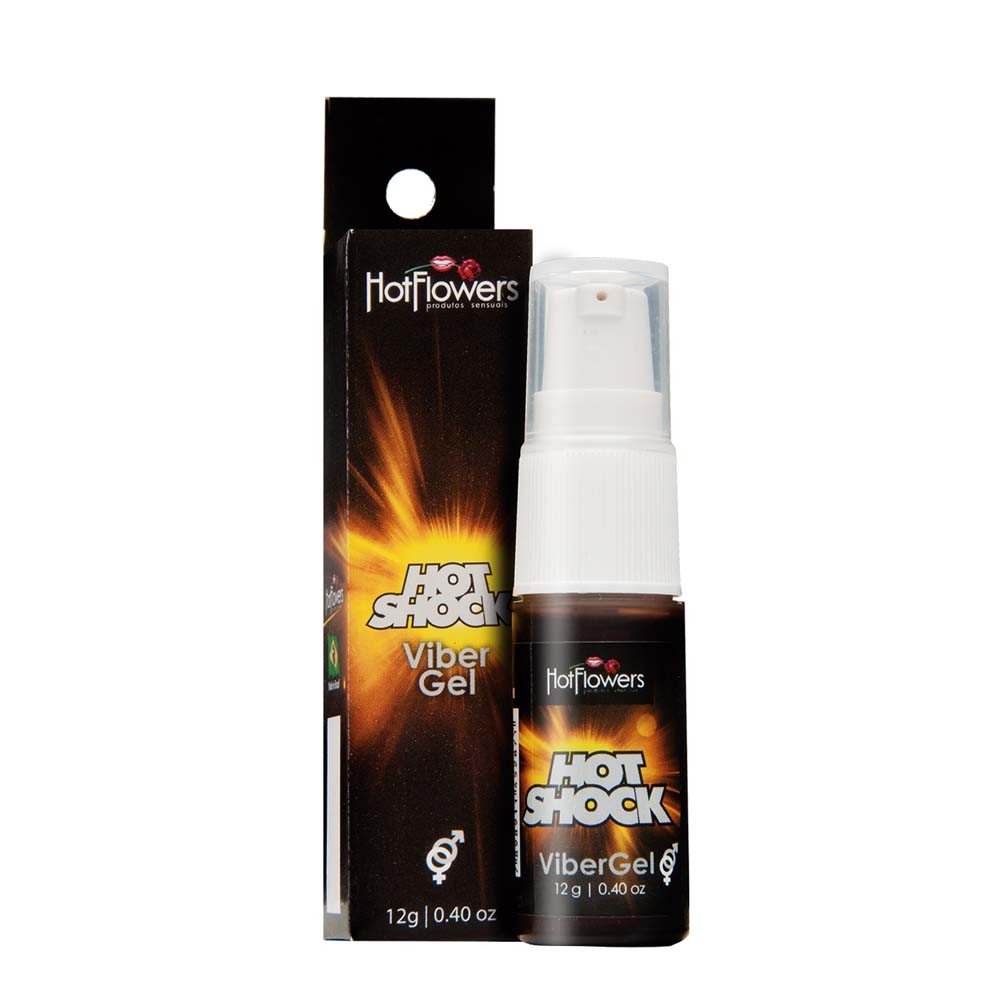 HotFlowers
produtos sensuais
HOT
SHOCK
Viber
Gel
12g | 0.40 oz
HotFlowers
HotFlowers
HOT
SHOCK
ViberGel
12 g | 0.40 oz